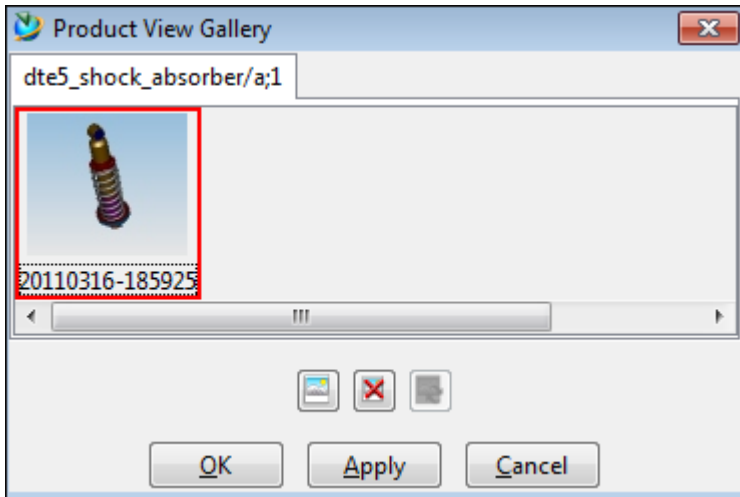 Product View Gallery
dte5_shock_absorber/a;1
20110316-185925
OK
Apply
Cancel